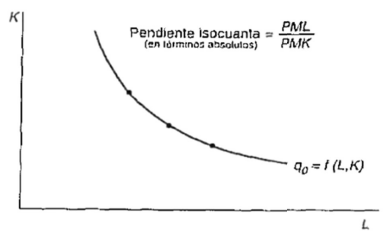 K
Pendiente Isocuanta = PML
(en términos absolutos) PMK
q₀ = f (L,K)
L